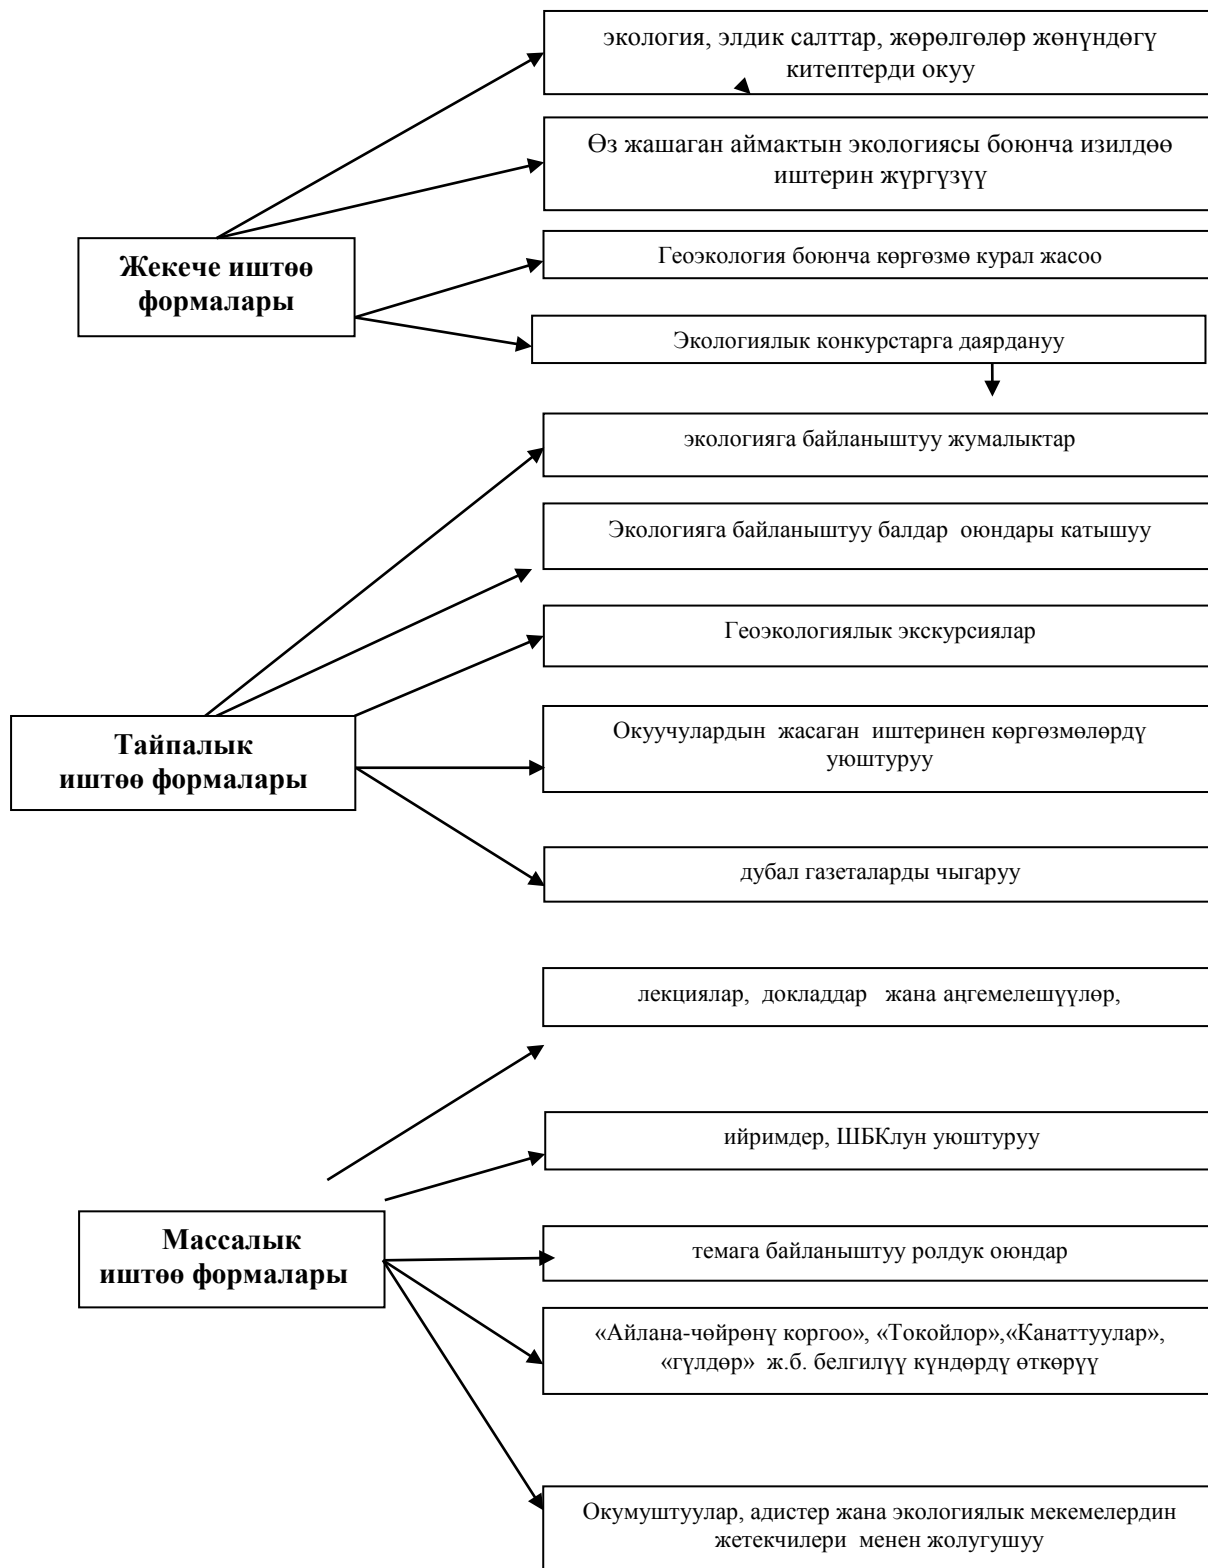 экология, элдик салттар, жөрөлгөлөр жөнүндөгү
китептерди окуу
Өз жашаган аймактын экологиясы боюнча изилдөө
иштерин жүргүзүү
Жекече иштөө
формалары
Геоэкология боюнча көргөзмө курал жасоо
Экологиялык конкурстарга даярдануу
экологияга байланыштуу жумалыктар
Экологияга байланыштуу балдар оюндары катышуу
Геоэкологиялык экскурсиялар
Тайпалык
иштөө формалары
Окуучулардын жасаган иштеринен көргөзмөлөрдү
уюштуруу
дубал газеталарды чыгаруу
лекциялар, докладдар жана аңгемелешүүлөр,
ийримдер, ШБКлун уюштуруу
Массалык
иштөө формалары
темага байланыштуу ролдук оюндар
«Айлана-чөйрөнү коргоо», «Токойлор»,«Канаттуулар»,
«гүлдөр» ж.б. белгилүү күндөрдү өткөрүү
Окумуштуулар, адистер жана экологиялык мекемелердин
жетекчилери менен жолугушуу